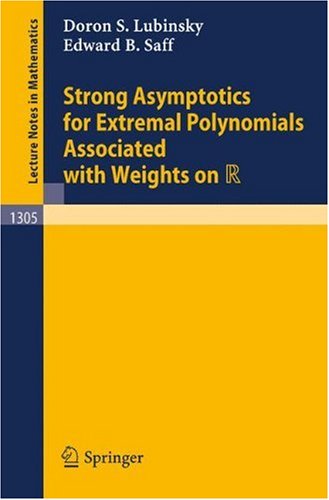 Doron S. Lubinsky
Edward B. Saff
Lecture Notes in Mathematics
Strong Asymptotics
for Extremal Polynomials
Associated
with Weights on ℝ
1305
Springer